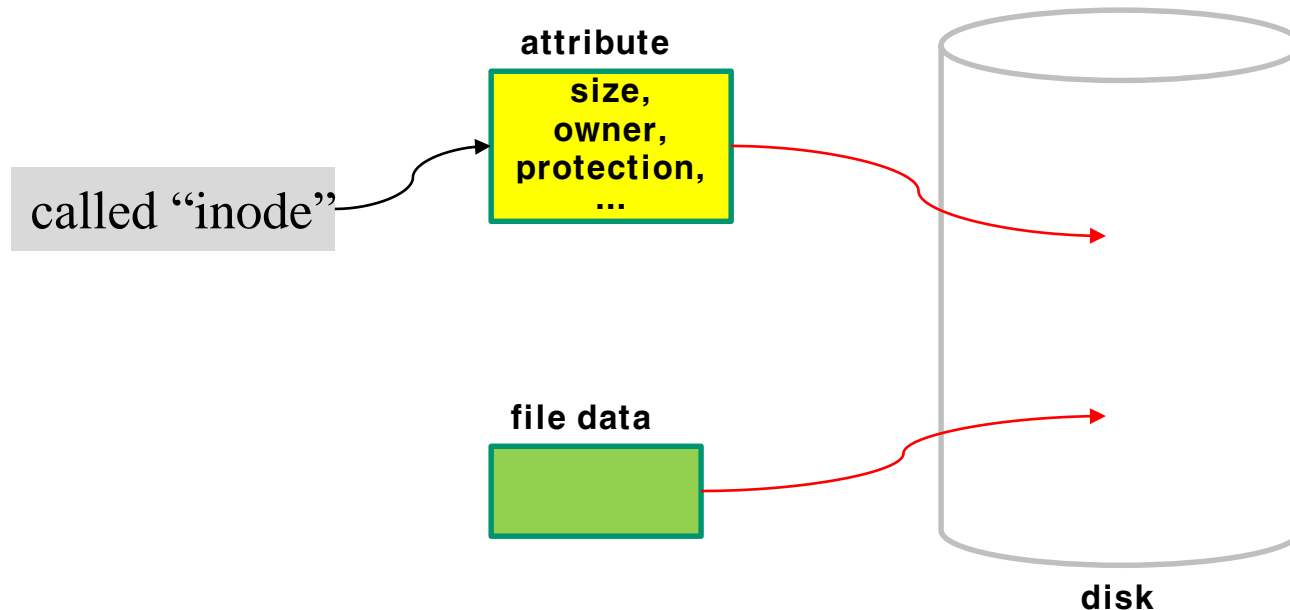 attribute
size,
owner,
protection,
...
called “inode”
file data
disk